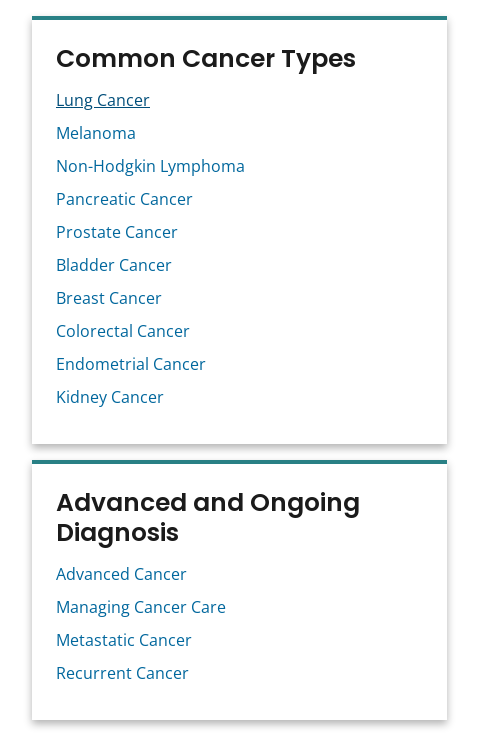 Common Cancer Types
Lung Cancer
Melanoma
Non-Hodgkin Lymphoma
Pancreatic Cancer
Prostate Cancer
Bladder Cancer
Breast Cancer
Colorectal Cancer
Endometrial Cancer
Kidney Cancer
Advanced and Ongoing
Diagnosis
Advanced Cancer
Managing Cancer Care
Metastatic Cancer
Recurrent Cancer